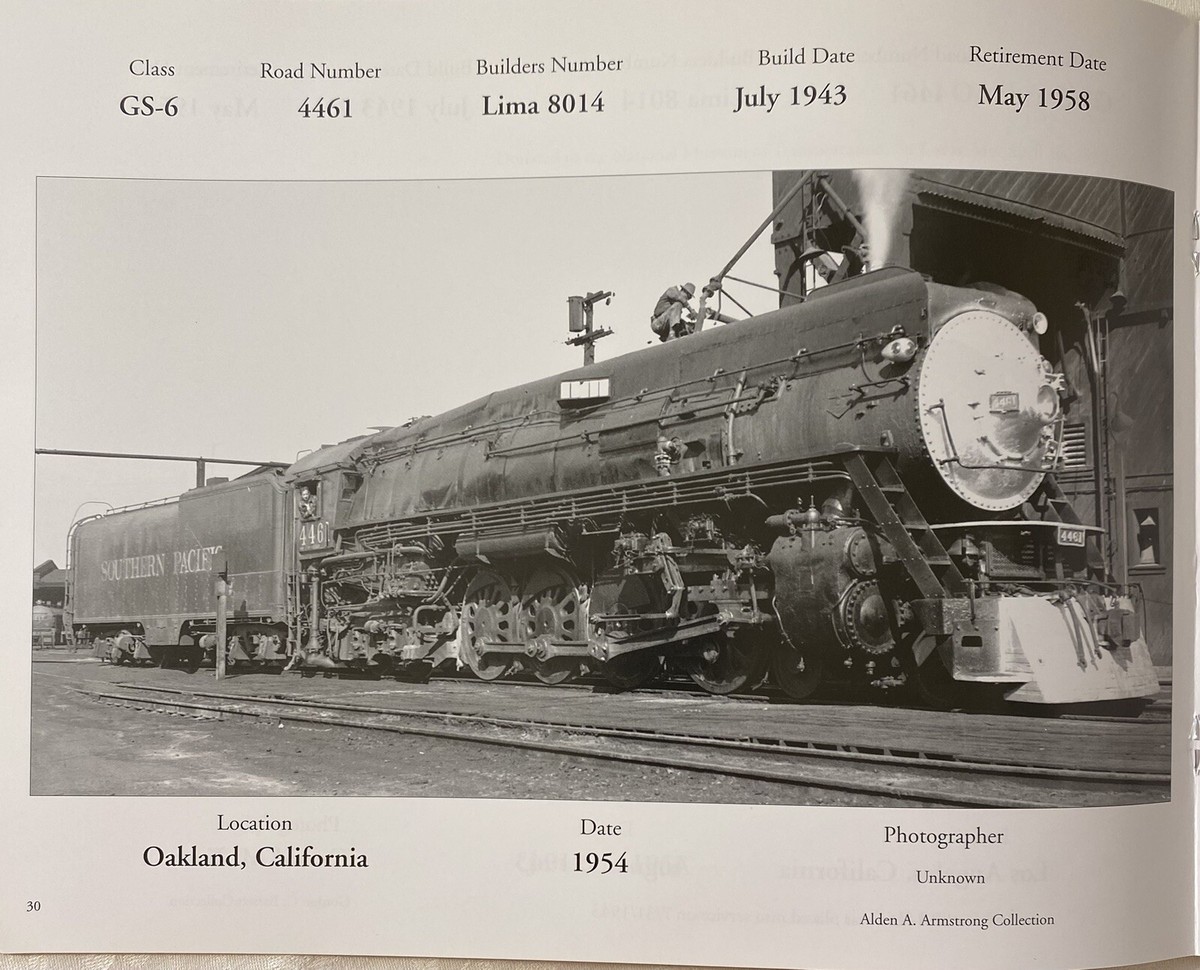 Class
GS-6
Road Number
4461
Builders Number
Lima 8014
Build Date
July 1943
Retirement Date
May 1958
4461
4461
4461
SOUTHERN PACIFIC
Location
Oakland, California
Date
1954
Photographer
Unknown
Alden A. Armstrong Collection
30